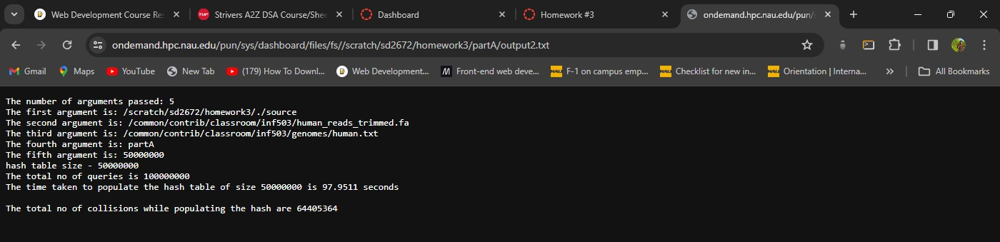 Web Development Course Res
Strivers A2Z DSA Course/Shee
Dashboard
Homework #3
ondemand.hpc.nau.edu/pun/s
ondemand.hpc.nau.edu/pun/sys/dashboard/files/fs//scratch/sd2672/homework3/partA/output2.txt
Gmail
Maps
YouTube
New Tab
(179) How To Downl...
Web Development...
Front-end web deve...
F-1 on campus emp...
Checklist for new in...
Orientation | Interna...
All Bookmarks
The number of arguments passed: 5
The first argument is: /scratch/sd2672/homework3/./source
The second argument is: /common/contrib/classroom/inf503/human_reads_trimmed.fa
The third argument is: /common/contrib/classroom/inf503/genomes/human.txt
The fourth argument is: partA
The fifth argument is: 50000000
hash table size - 50000000
The total no of queries is 100000000
The time taken to populate the hash table of size 50000000 is 97.9511 seconds
The total no of collisions while populating the hash are 64405364